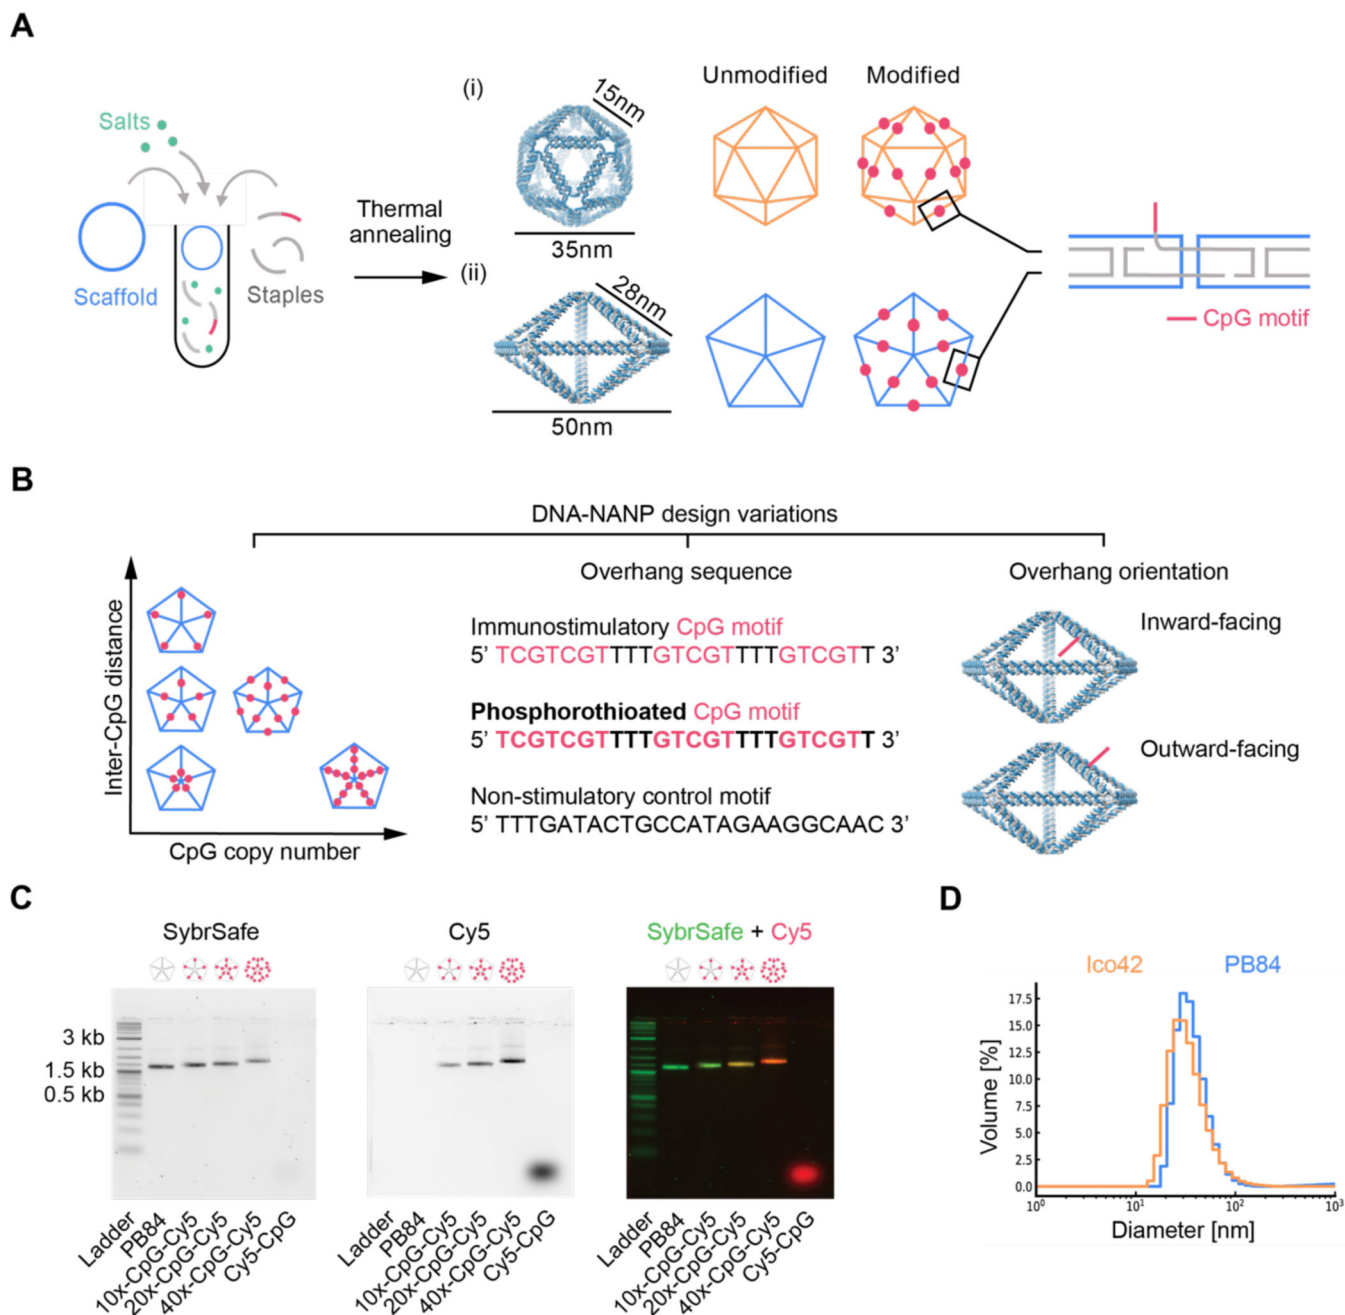 A
Salts
Scaffold
Staples
Thermal
annealing
(i)
15nm
35nm
(ii)
28nm
50nm
Unmodified
Modified
CpG motif
B
DNA-NANP design variations
Inter-CpG distance
CpG copy number
Overhang sequence
Immunostimulatory CpG motif
5’ TCGTCGTTTTGTCGTTTTGTCGTT 3’
Phosphorothioated CpG motif
5’ TCGTCGTTTTGTCGTTTTGTCGTT 3’
Non-stimulatory control motif
5’ TTTGATACTGCCATAGAAGGCAAC 3’
Overhang orientation
Inward-facing
Outward-facing
C
SybrSafe
3 kb
1.5 kb
0.5 kb
Ladder
PB84
10x-CpG-Cy5
20x-CpG-Cy5
40x-CpG-Cy5
Cy5-CpG
Cy5
Ladder
PB84
10x-CpG-Cy5
20x-CpG-Cy5
40x-CpG-Cy5
Cy5-CpG
SybrSafe + Cy5
Ladder
PB84
10x-CpG-Cy5
20x-CpG-Cy5
40x-CpG-Cy5
Cy5-CpG
D
Ico42
PB84
Volume [%]
17.5
15.0
12.5
10.0
7.5
5.0
2.5
0.0
10⁰
10¹
10²
10³
Diameter [nm]